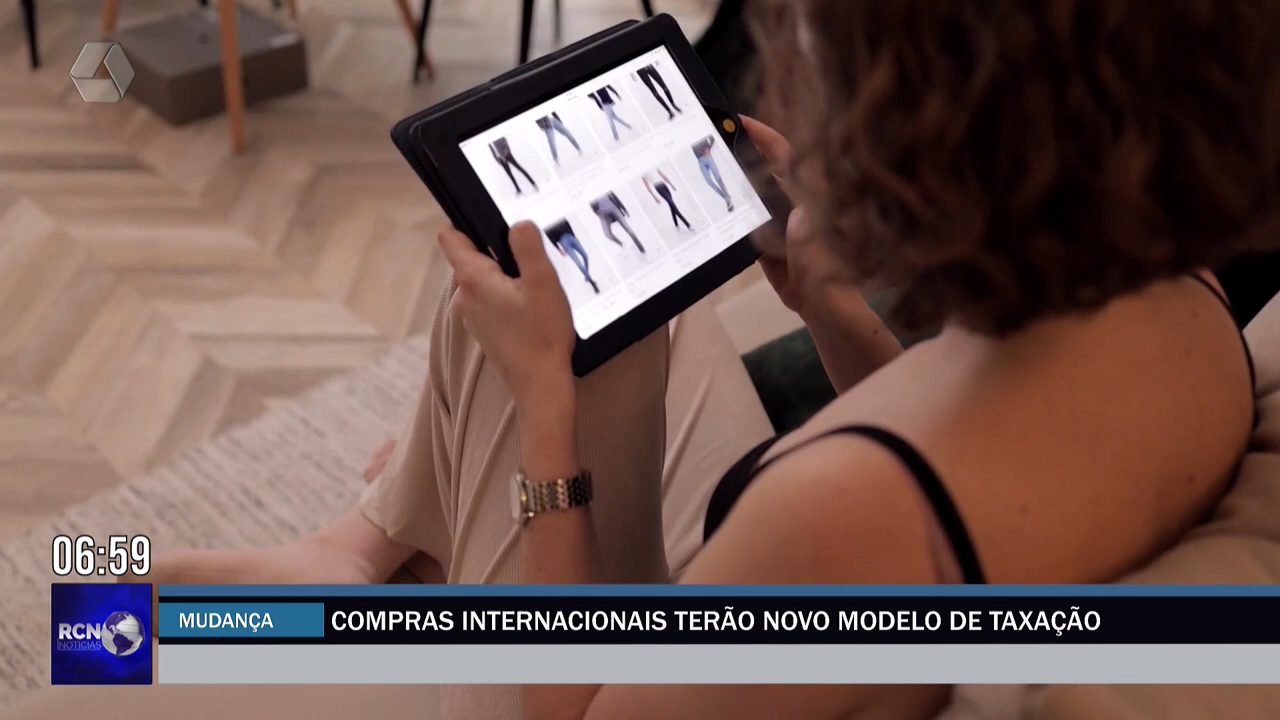 06:59
RCN
NOTÍCIAS
MUDANÇA
COMPRAS INTERNACIONAIS TERÃO NOVO MODELO DE TAXAÇÃO